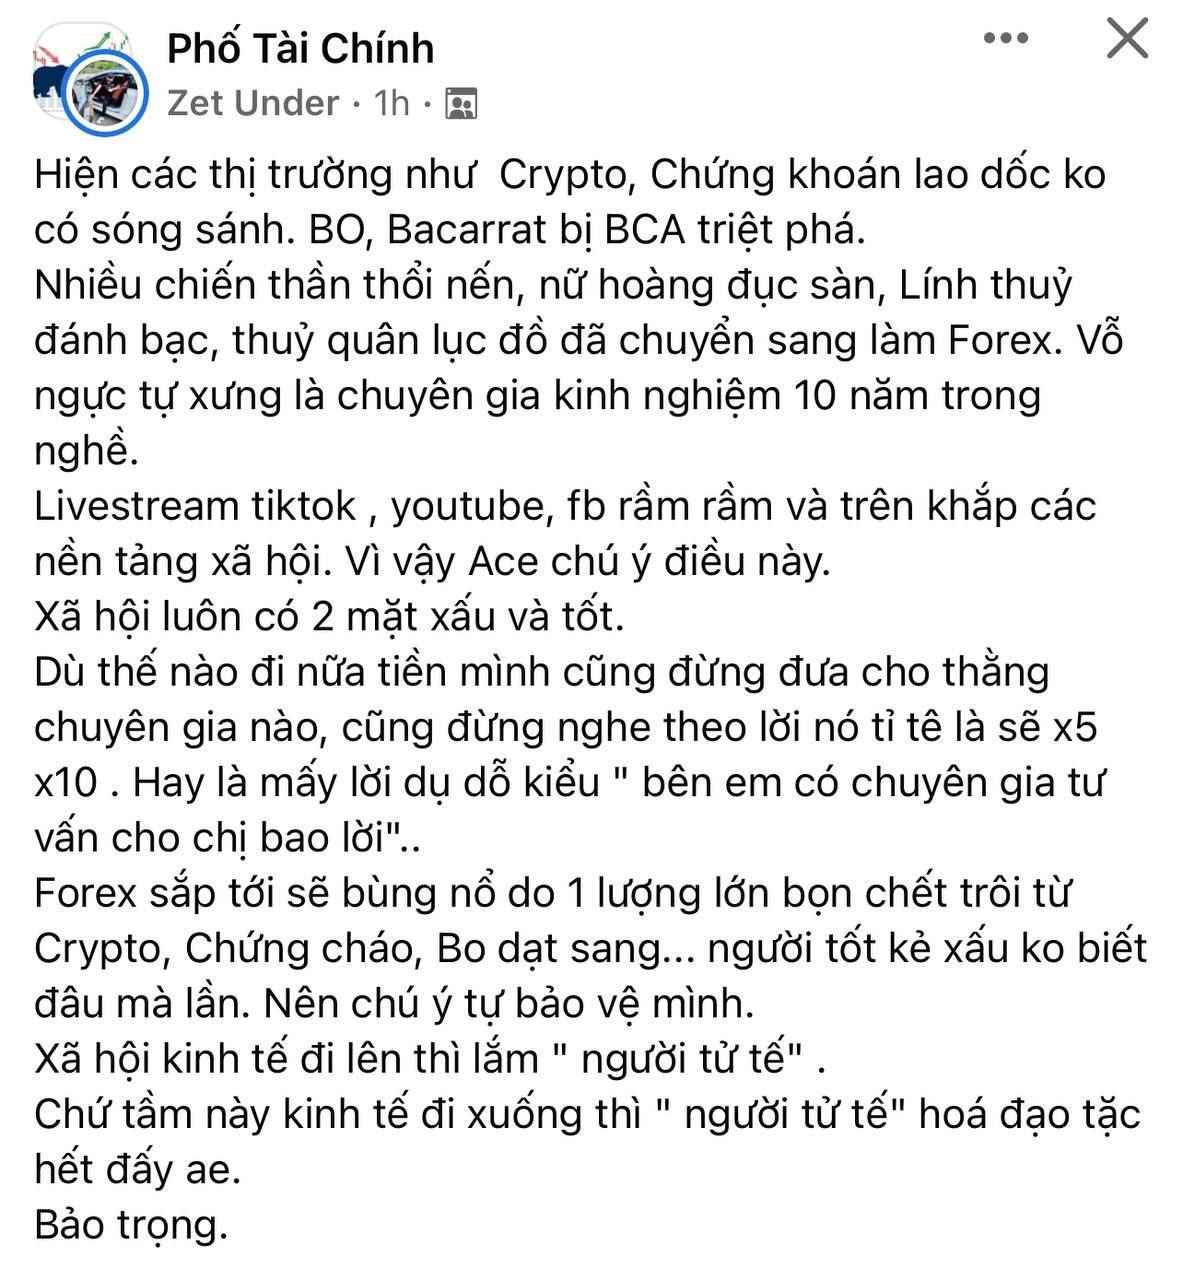 Phố Tài Chính
Zet Under · 1h ·
Hiện các thị trường như  Crypto, Chứng khoán lao dốc ko
có sóng sánh. BO, Bacarrat bị BCA triệt phá.
Nhiều chiến thần thổi nến, nữ hoàng đục sàn, Lính thuỷ
đánh bạc, thuỷ quân lục đồ đã chuyển sang làm Forex. Vỗ
ngực tự xưng là chuyên gia kinh nghiệm 10 năm trong
nghề.
Livestream tiktok , youtube, fb rầm rầm và trên khắp các
nền tảng xã hội. Vì vậy Ace chú ý điều này.
Xã hội luôn có 2 mặt xấu và tốt.
Dù thế nào đi nữa tiền mình cũng đừng đưa cho thằng
chuyên gia nào, cũng đừng nghe theo lời nó tỉ tê là sẽ x5
x10 . Hay là mấy lời dụ dỗ kiểu " bên em có chuyên gia tư
vấn cho chị bao lời"..
Forex sắp tới sẽ bùng nổ do 1 lượng lớn bọn chết trôi từ
Crypto, Chứng cháo, Bo dạt sang... người tốt kẻ xấu ko biết
đâu mà lần. Nên chú ý tự bảo vệ mình.
Xã hội kinh tế đi lên thì lắm " người tử tế" .
Chứ tầm này kinh tế đi xuống thì " người tử tế" hoá đạo tặc
hết đấy ae.
Bảo trọng.